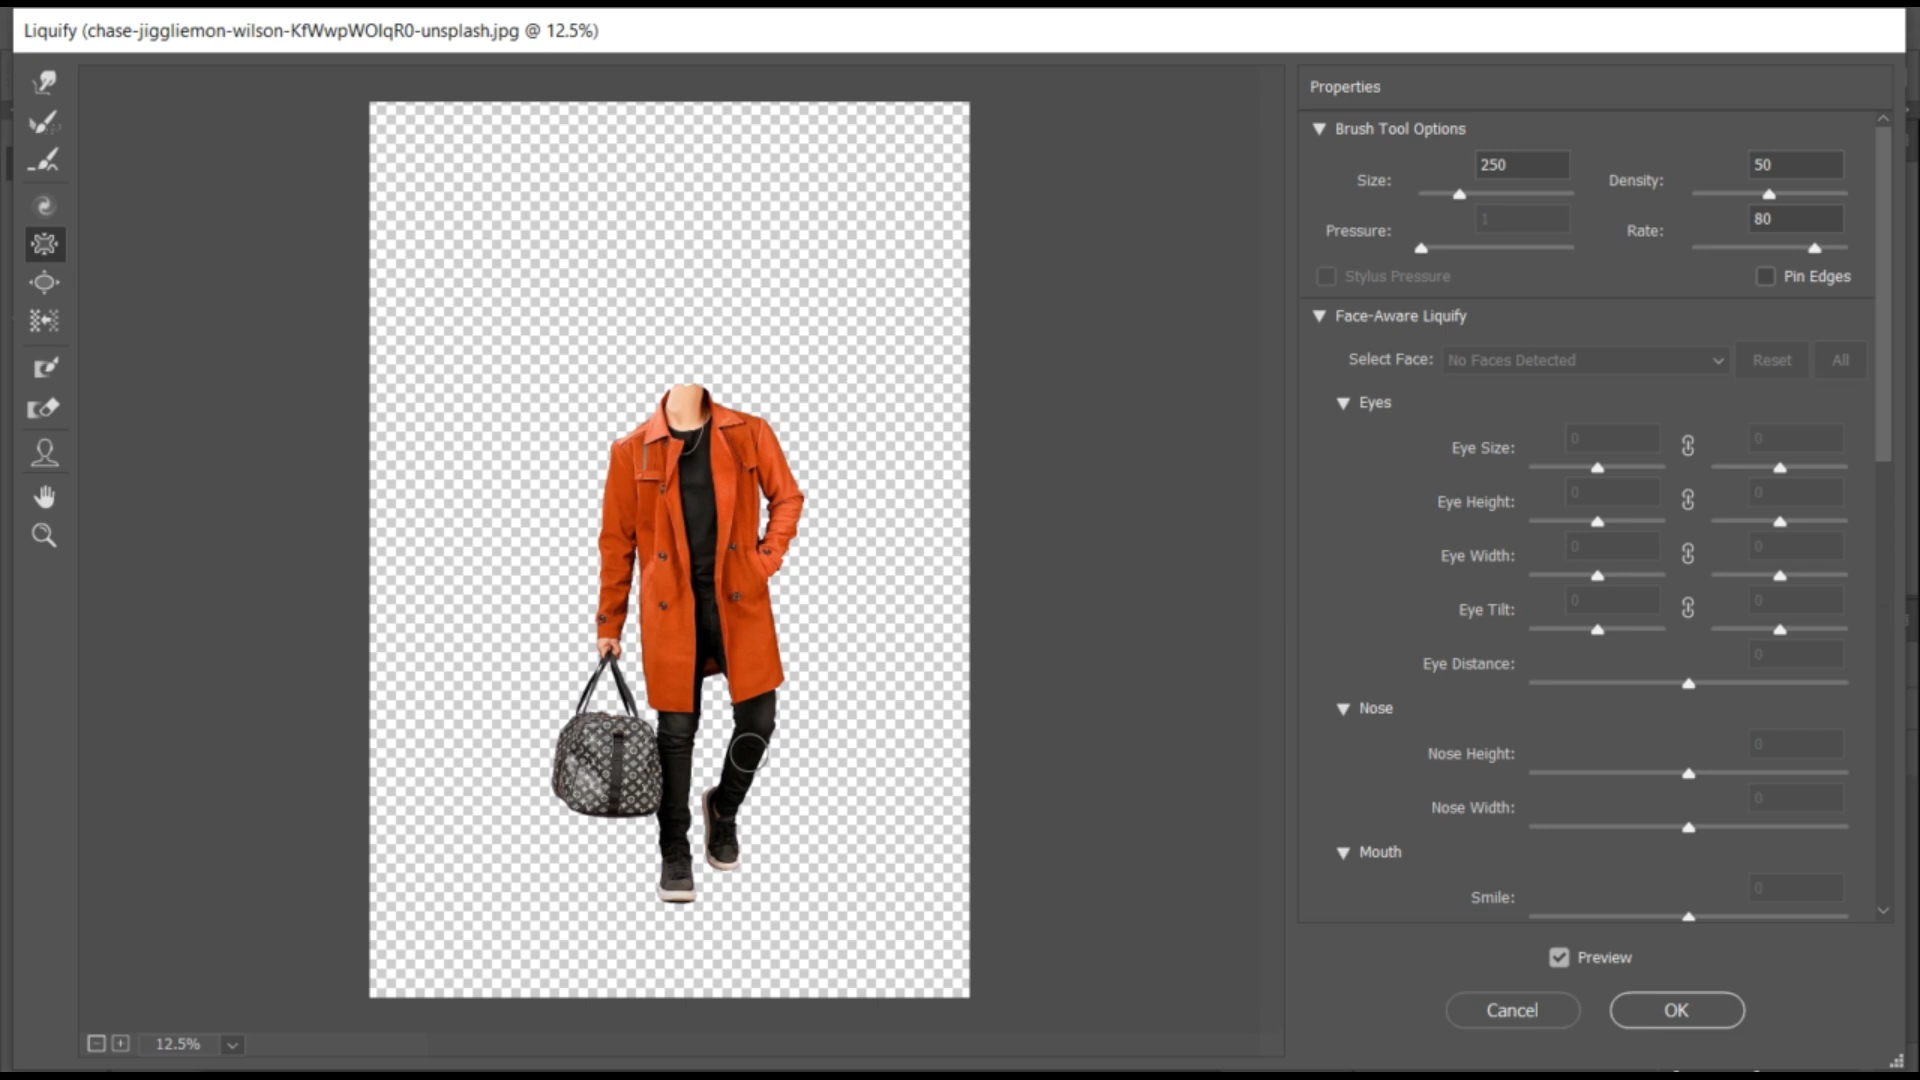 Liquify (chase-jiggliemon-wilson-KfWwpWOIqR0-unsplash.jpg @ 12.5%)
Properties
Brush Tool Options
Size: 250 Density: 50
Pressure: 1 Rate: 80
Stylus Pressure Pin Edges
Face-Aware Liquify
Select Face: No Faces Detected Reset All
Eyes
Eye Size: 0 0
Eye Height: 0 0
Eye Width: 0 0
Eye Tilt: 0 0
Eye Distance: 0
Nose
Nose Height: 0
Nose Width: 0
Mouth
Smile: 0
Preview
Cancel OK
12.5%